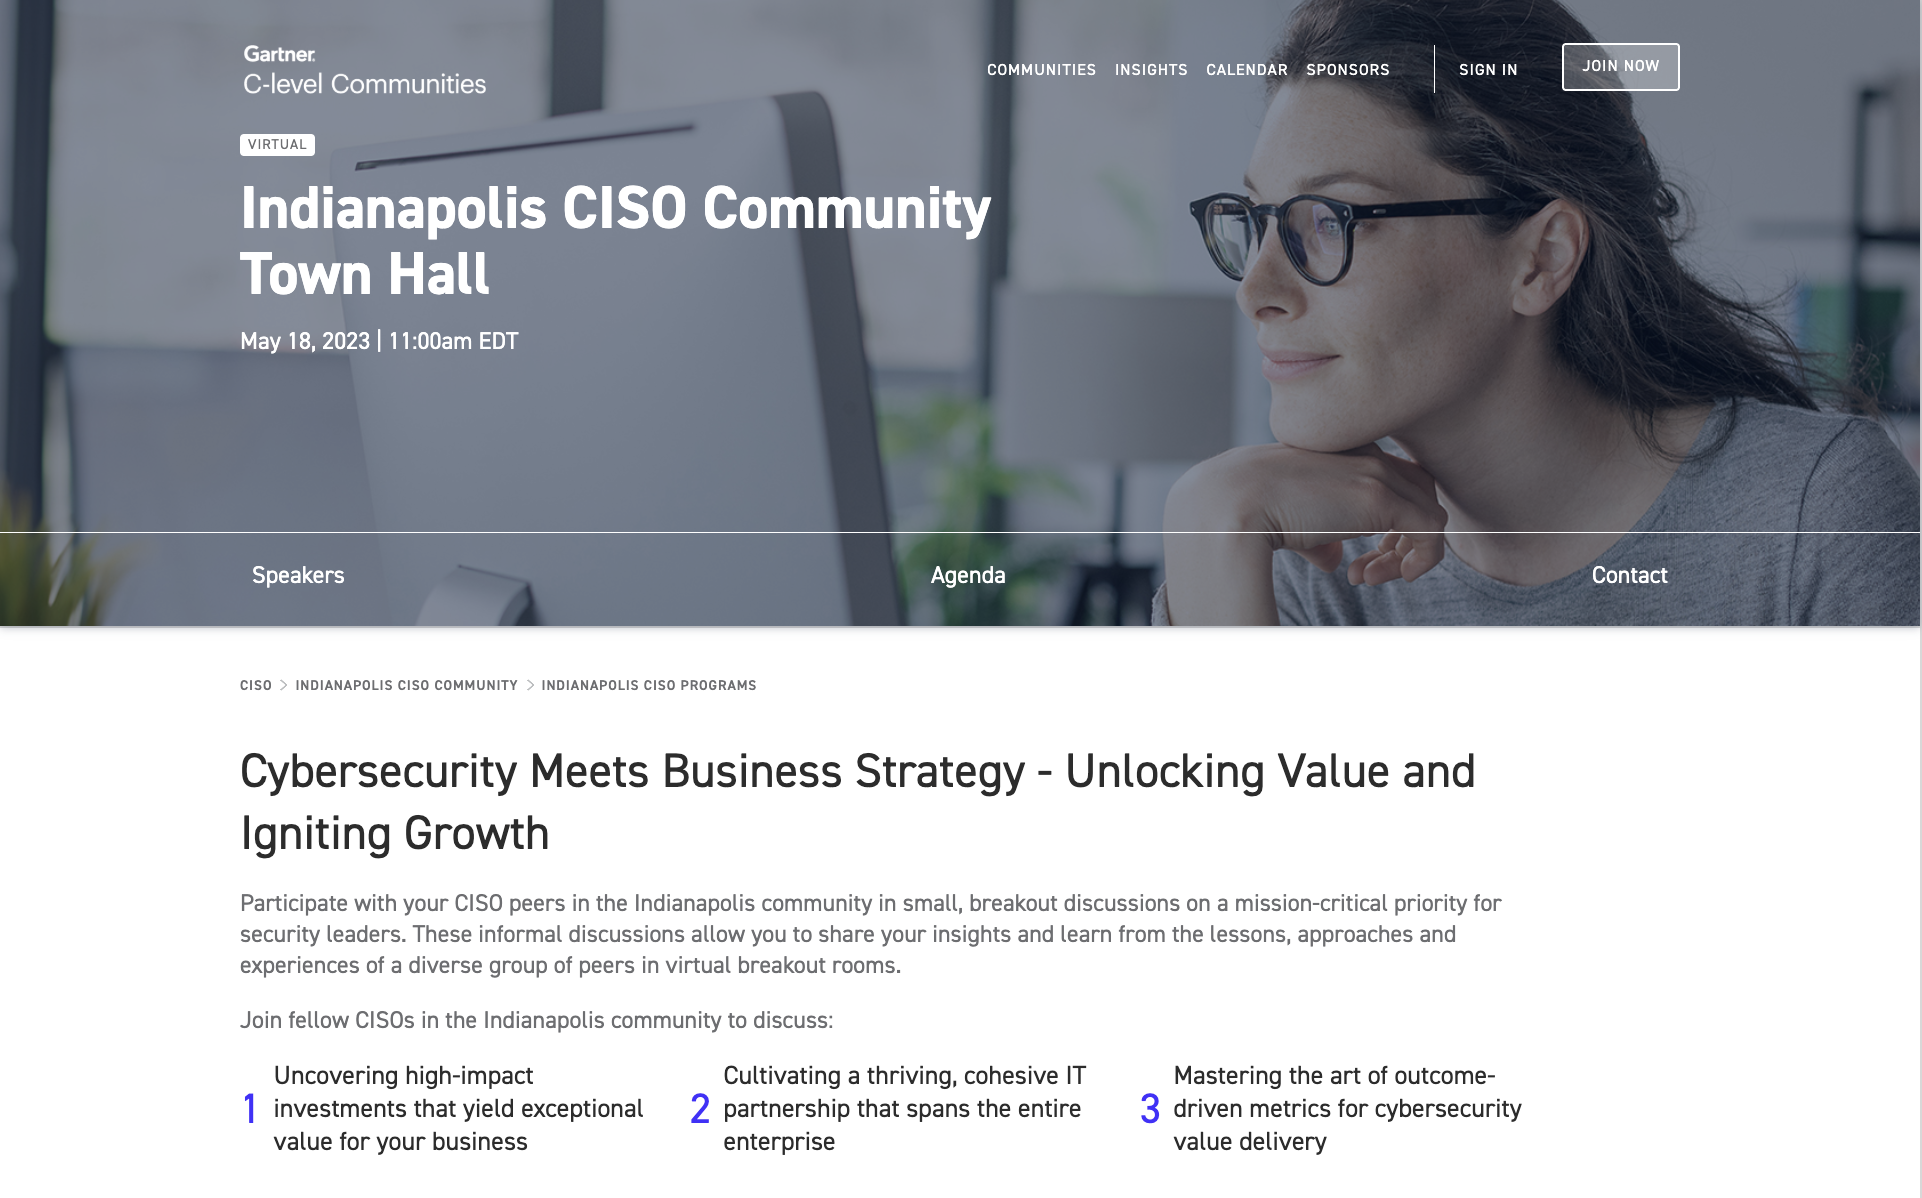 Gartner.
C-level Communities
COMMUNITIES INSIGHTS CALENDAR SPONSORS SIGN IN JOIN NOW
VIRTUAL
Indianapolis CISO Community
Town Hall
May 18, 2023 | 11:00am EDT
Speakers Agenda Contact
CISO > INDIANAPOLIS CISO COMMUNITY > INDIANAPOLIS CISO PROGRAMS
Cybersecurity Meets Business Strategy - Unlocking Value and
Igniting Growth
Participate with your CISO peers in the Indianapolis community in small, breakout discussions on a mission-critical priority for
security leaders. These informal discussions allow you to share your insights and learn from the lessons, approaches and
experiences of a diverse group of peers in virtual breakout rooms.
Join fellow CISOs in the Indianapolis community to discuss:
1
Uncovering high-impact
investments that yield exceptional
value for your business
2
Cultivating a thriving, cohesive IT
partnership that spans the entire
enterprise
3
Mastering the art of outcome-
driven metrics for cybersecurity
value delivery